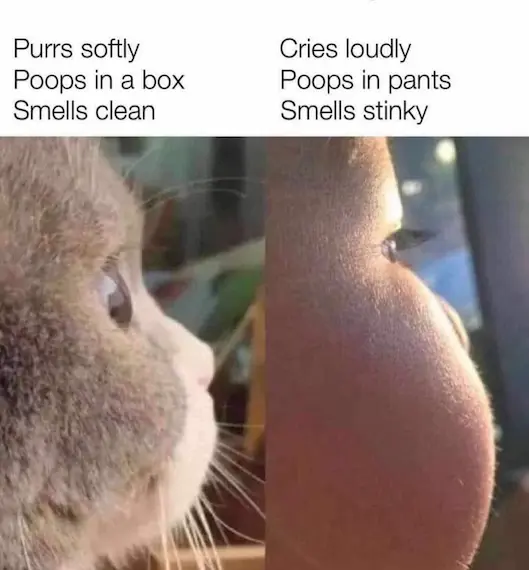 Purrs softly
Poops in a box
Smells clean
Cries loudly
Poops in pants
Smells stinky